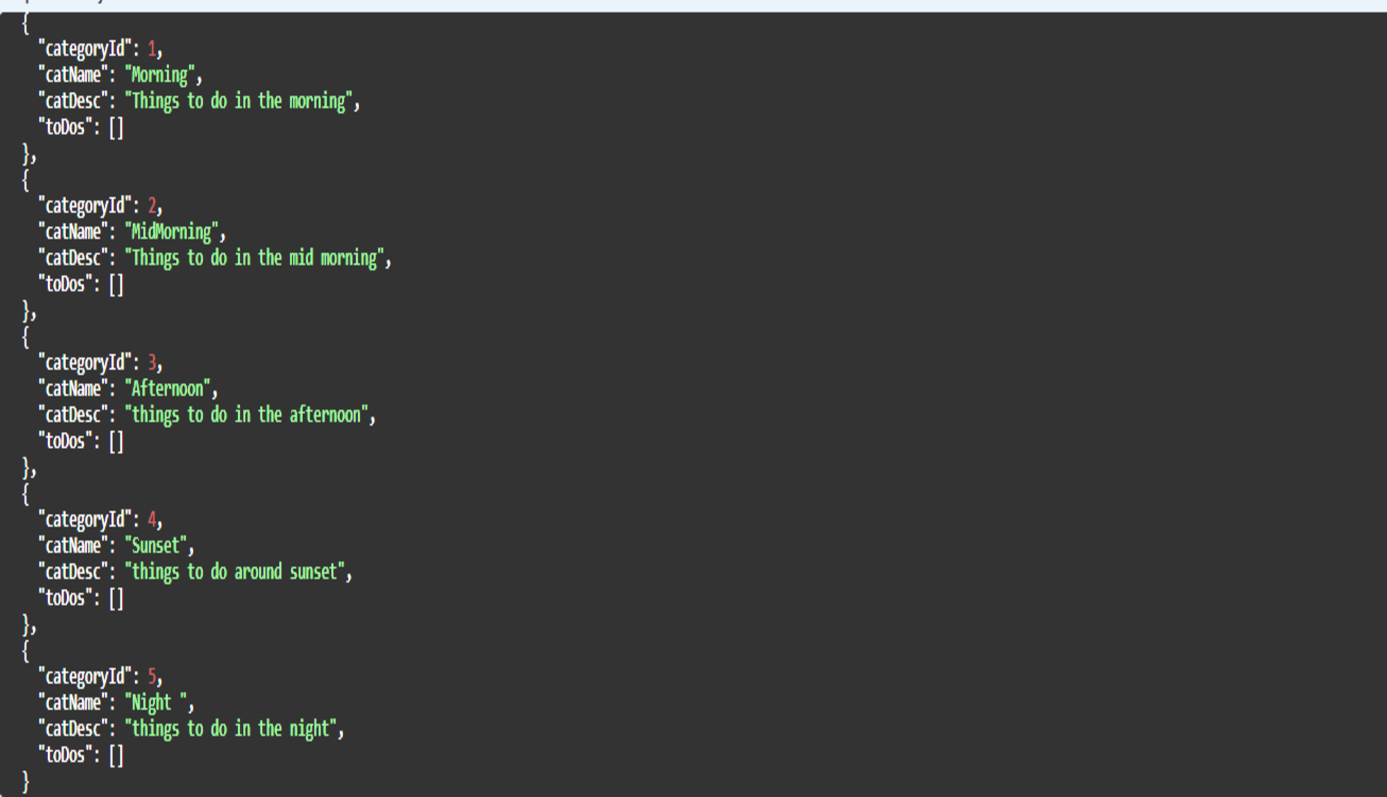 {
"categoryId": 1,
"catName": "Morning",
"catDesc": "Things to do in the morning",
"toDos": []
},
{
"categoryId": 2,
"catName": "MidMorning",
"catDesc": "Things to do in the mid morning",
"toDos": []
},
{
"categoryId": 3,
"catName": "Afternoon",
"catDesc": "things to do in the afternoon",
"toDos": []
},
{
"categoryId": 4,
"catName": "Sunset",
"catDesc": "things to do around sunset",
"toDos": []
},
{
"categoryId": 5,
"catName": "Night ",
"catDesc": "things to do in the night",
"toDos": []
}